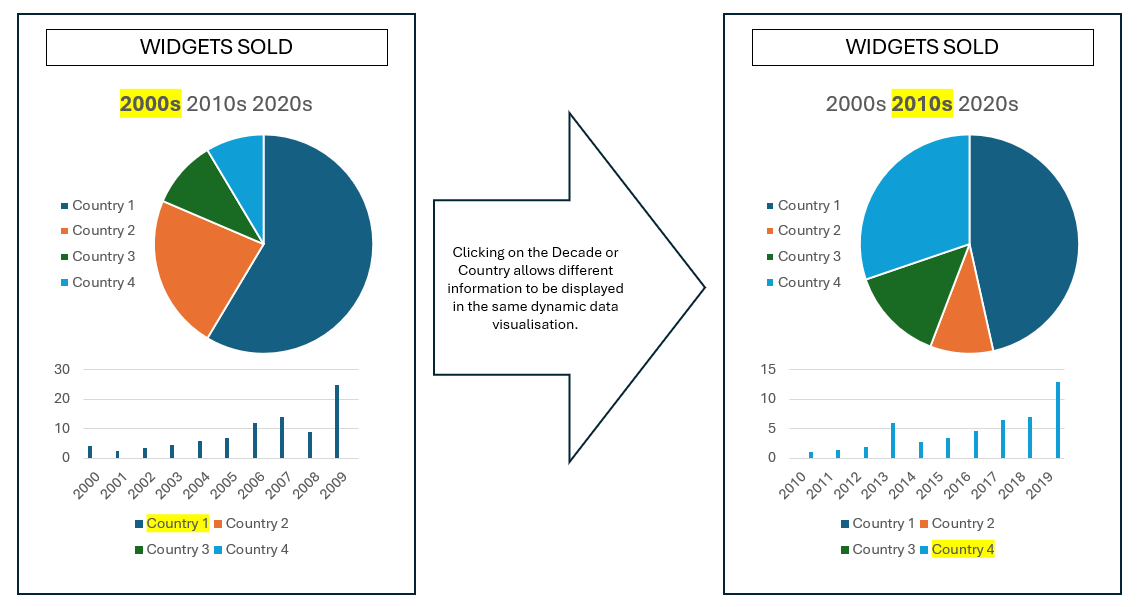 WIDGETS SOLD
2000s 2010s 2020s
Country 1
Country 2
Country 3
Country 4
30
20
10
0
2000 2001 2002 2003 2004 2005 2006 2007 2008 2009
Country 1 Country 2
Country 3 Country 4
Clicking on the Decade or
Country allows different
information to be displayed
in the same dynamic data
visualisation.
WIDGETS SOLD
2000s 2010s 2020s
Country 1
Country 2
Country 3
Country 4
15
10
5
0
2010 2011 2012 2013 2014 2015 2016 2017 2018 2019
Country 1 Country 2
Country 3 Country 4